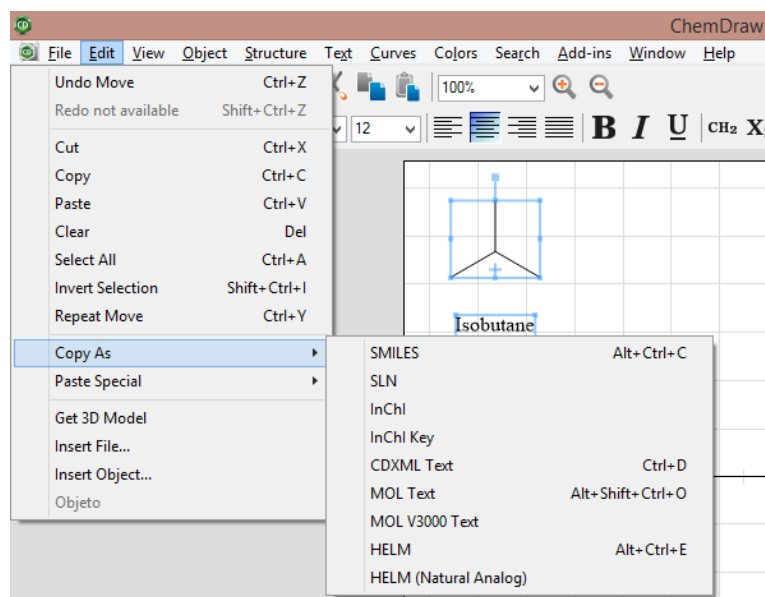 ChemDraw
File Edit View Object Structure Text Curves Colors Search Add-ins Window Help
Undo Move Ctrl+Z
Redo not available Shift+Ctrl+Z
100%
12 B I U CH₂
Cut Ctrl+X
Copy Ctrl+C
Paste Ctrl+V
Clear Del
Select All Ctrl+A
Invert Selection Shift+Ctrl+I
Repeat Move Ctrl+Y
Isobutane
Copy As
Paste Special
Get 3D Model
Insert File...
Insert Object...
Objeto
SMILES Alt+Ctrl+C
SLN
InChI
InChI Key
CDXML Text Ctrl+D
MOL Text Alt+Shift+Ctrl+O
MOL V3000 Text
HELM Alt+Ctrl+E
HELM (Natural Analog)